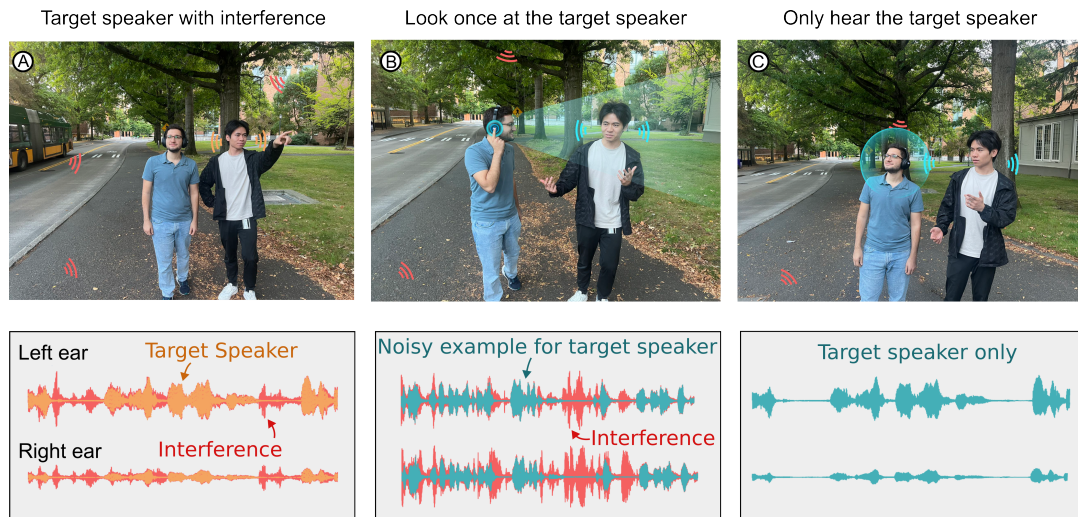 Target speaker with interference
Look once at the target speaker
Only hear the target speaker
A
B
C
Left ear
Target Speaker
Interference
Right ear
Noisy example for target speaker
Interference
Target speaker only